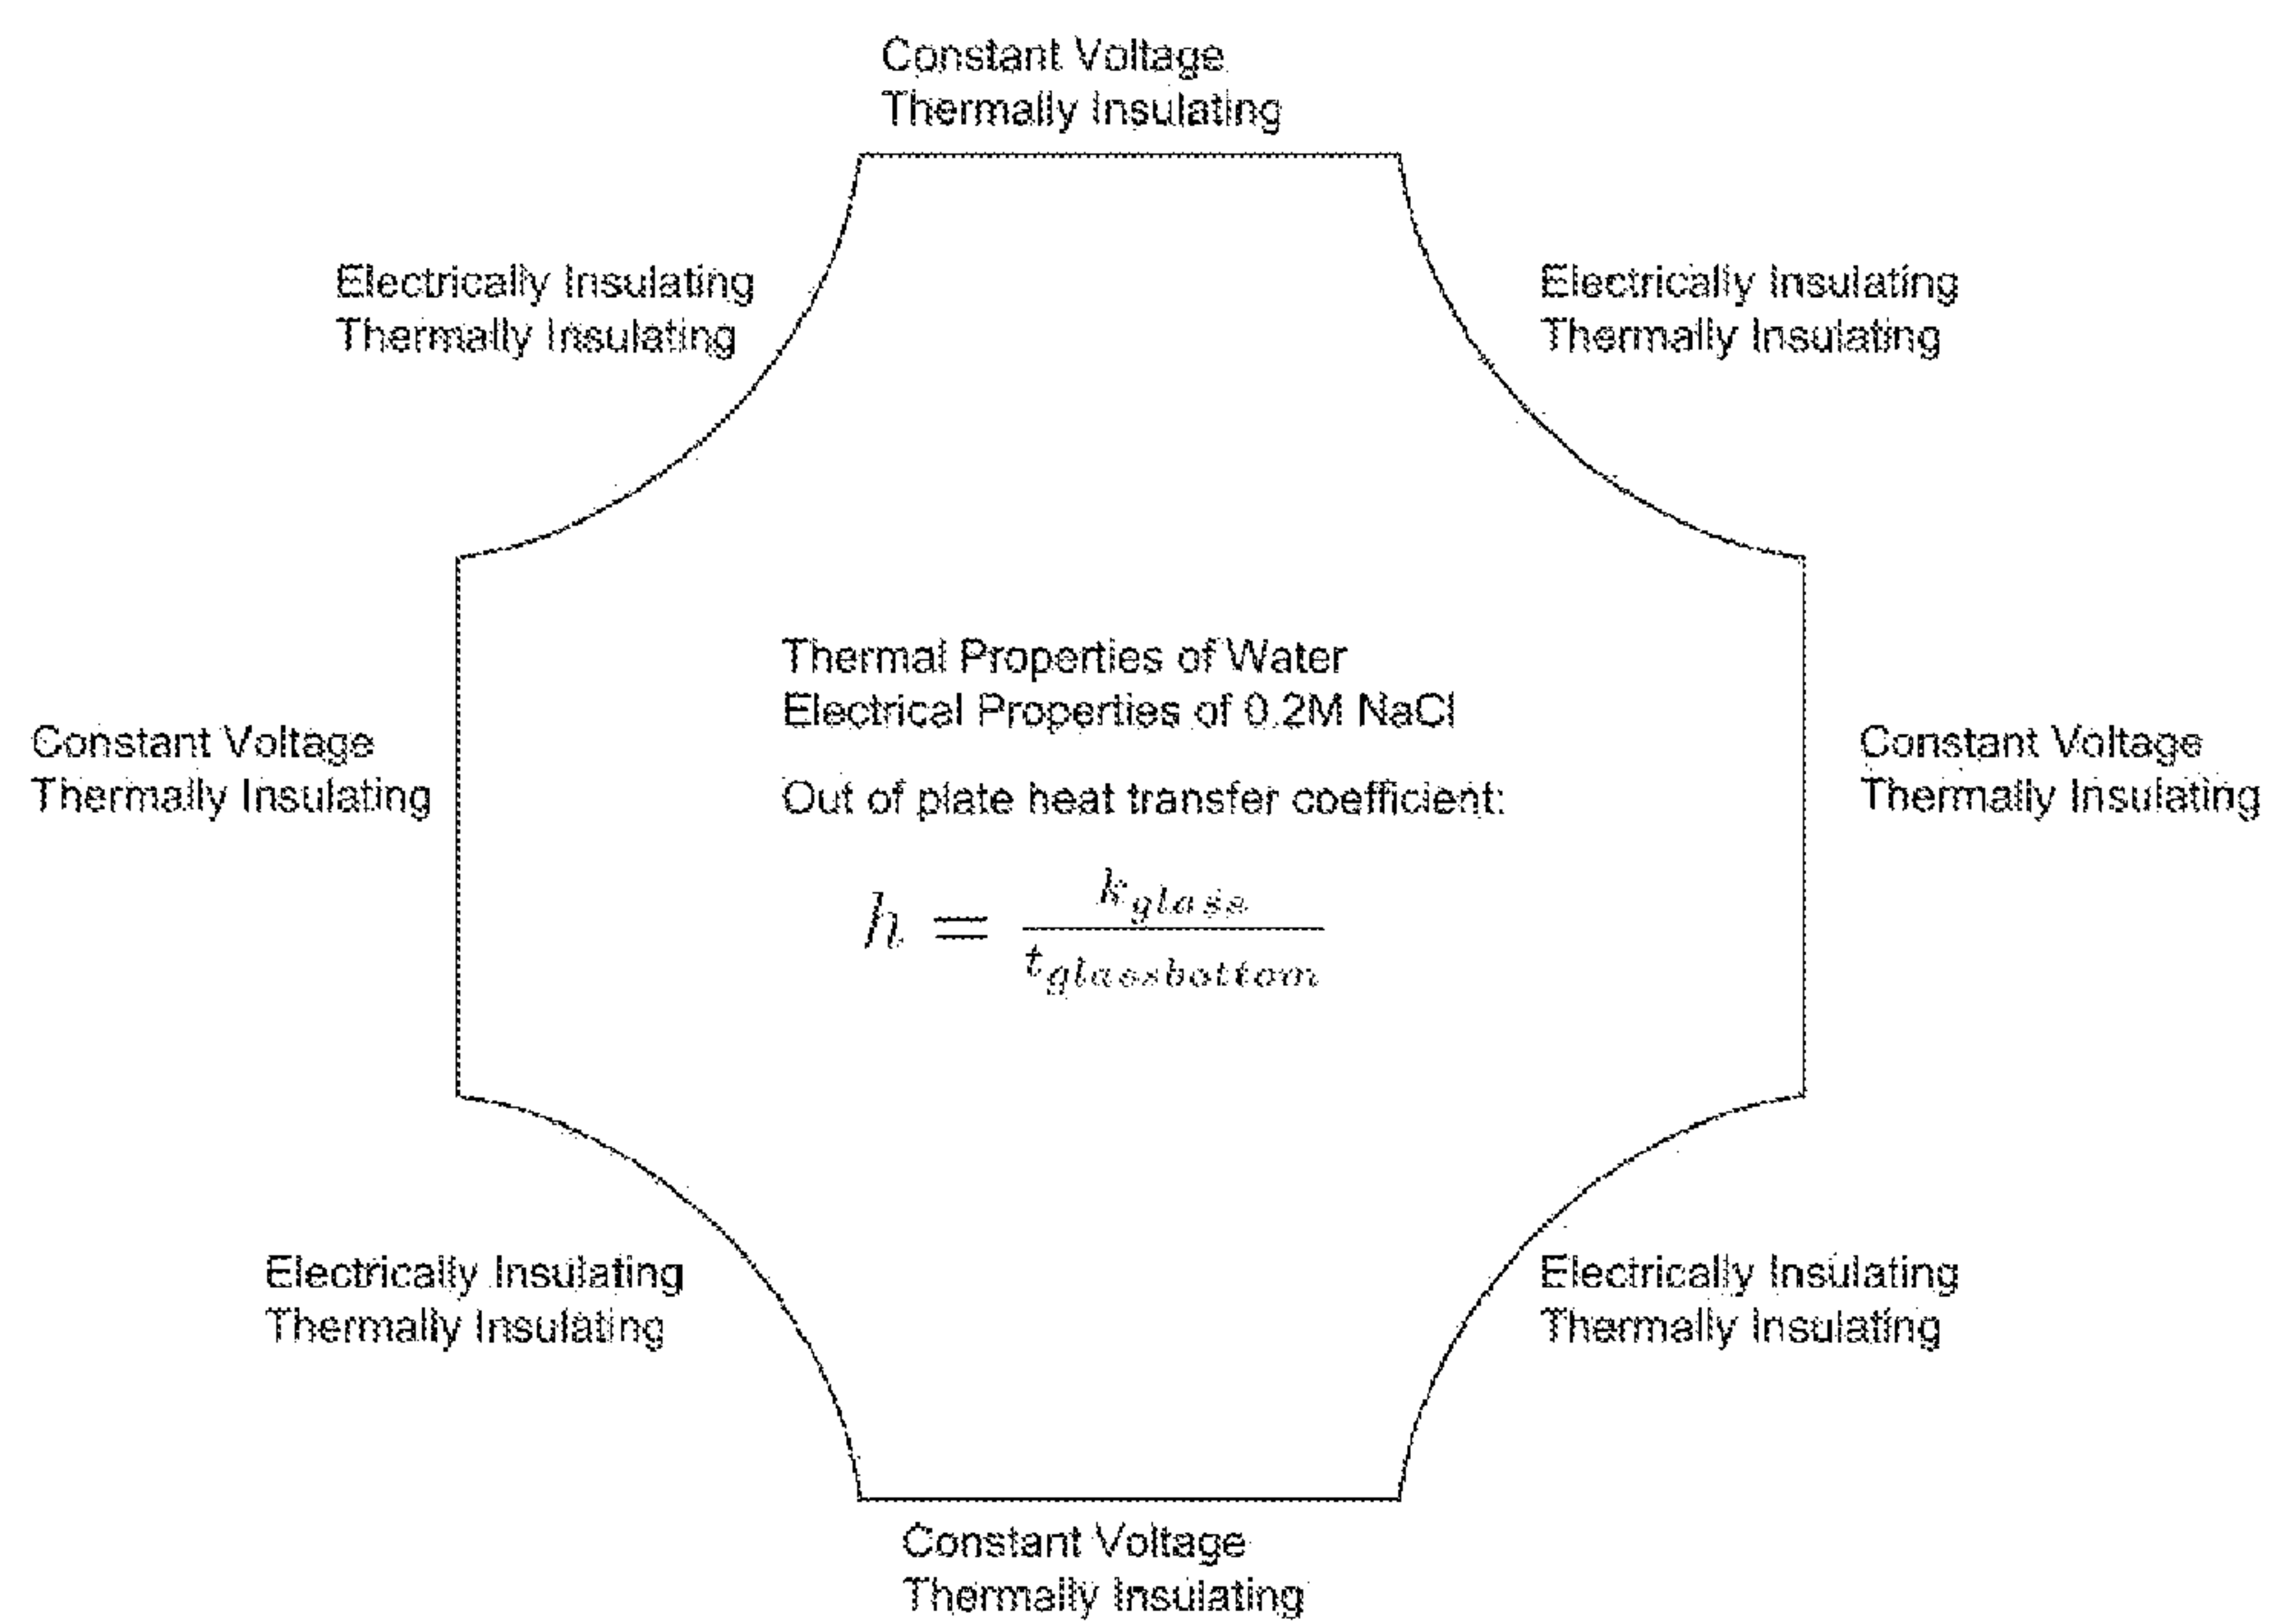 Constant Voltage
Thermally Insulating
Electrically Insulating
Thermally Insulating
Electrically Insulating
Thermally Insulating
Thermal Properties of Water
Electrical Properties of 0.2M NaCl
Constant Voltage
Thermally Insulating
Constant Voltage
Thermally Insulating
Out of plate heat transfer coefficient:
h = k_glass / t_glassbottom
Electrically Insulating
Thermally Insulating
Electrically Insulating
Thermally Insulating
Constant Voltage
Thermally Insulating